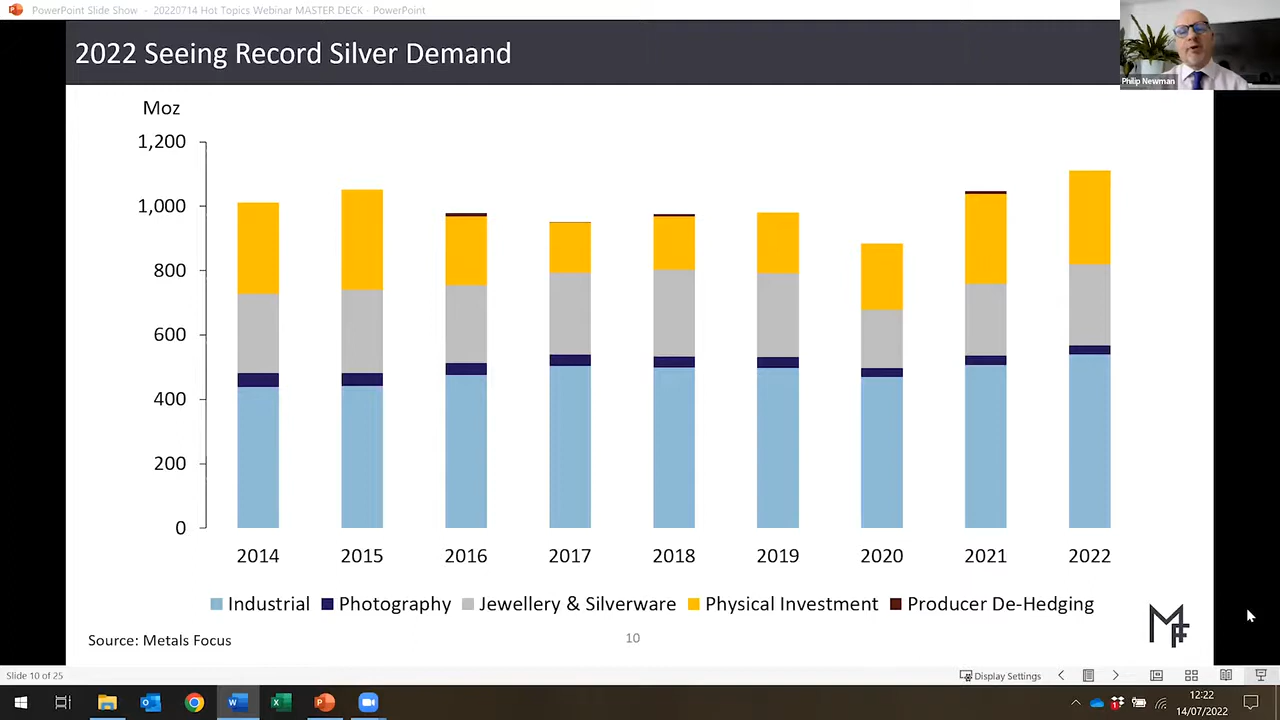 PowerPoint Slide Show - 20220714 Hot Topics Webinar MASTER DECK - PowerPoint
2022 Seeing Record Silver Demand
Philip Newman
Moz
1,200
1,000
800
600
400
200
0
2014 2015 2016 2017 2018 2019 2020 2021 2022
Industrial Photography Jewellery & Silverware Physical Investment Producer De-Hedging
Source: Metals Focus
10
MF
Slide 10 of 25
Display Settings
12:22
14/07/2022